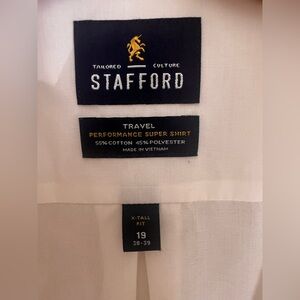 TAILORED CULTURE
STAFFORD
TRAVEL
PERFORMANCE SUPER SHIRT
55% COTTON 45% POLYESTER
MADE IN VIETNAM
X-TALL
FIT
19
38-39